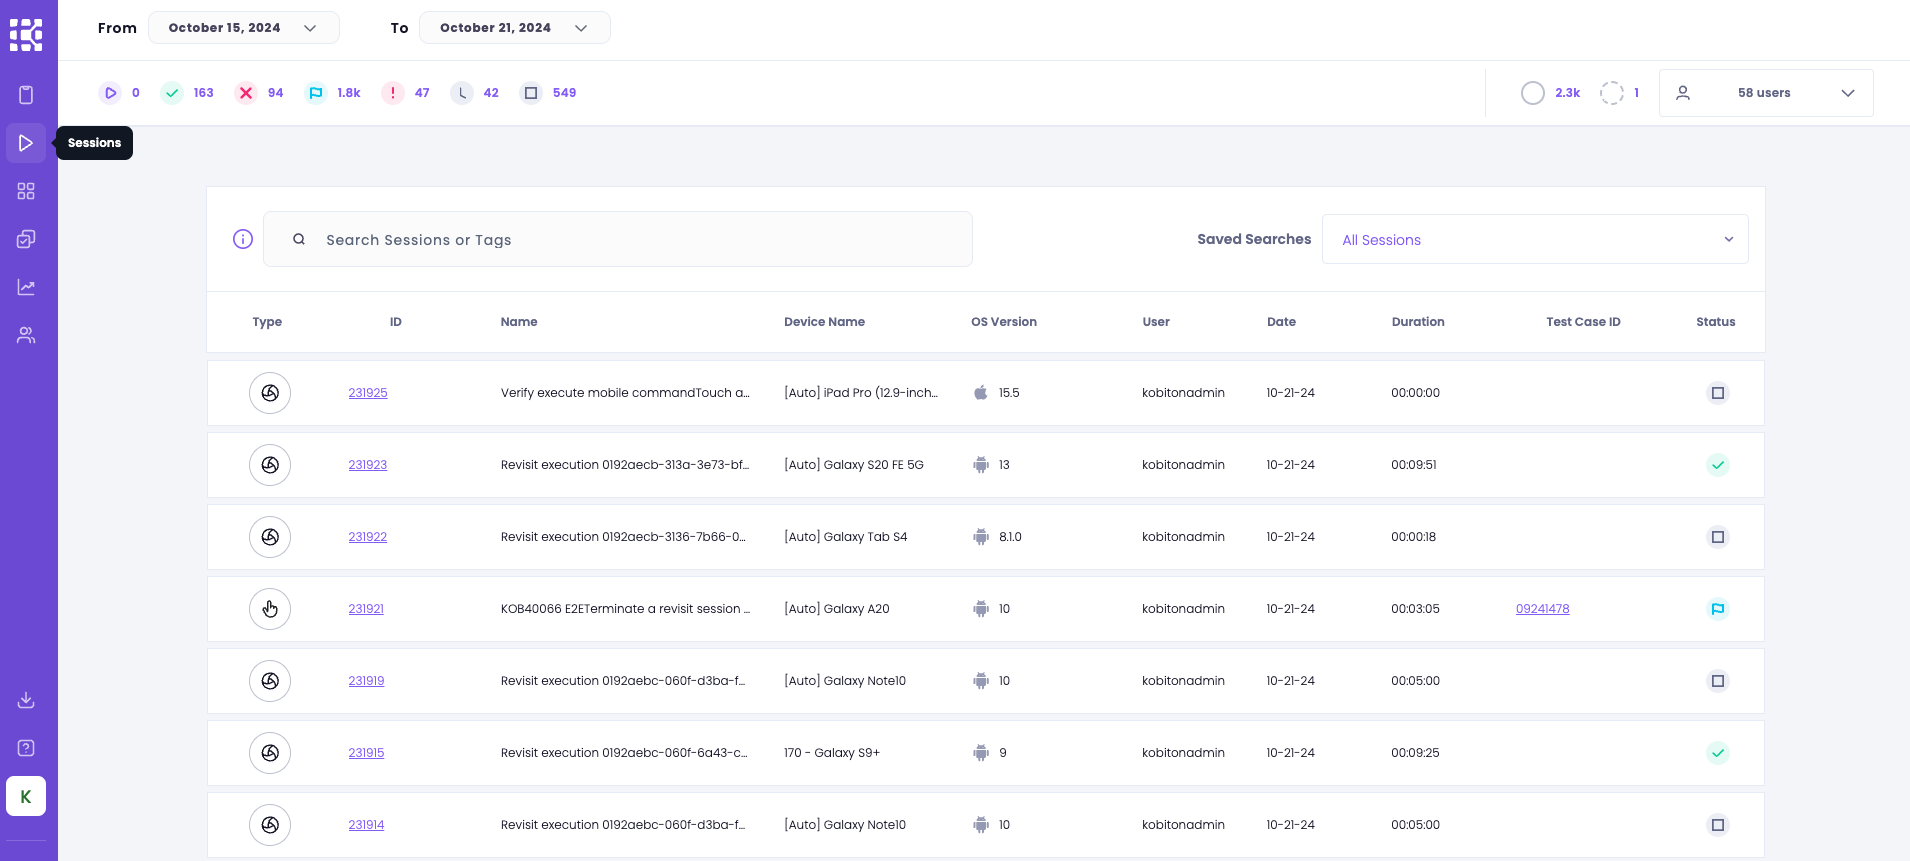 From October 15, 2024 To October 21, 2024
0 163 94 1.8k 47 42 549 2.3k 1 58 users
Sessions
Search Sessions or Tags Saved Searches All Sessions
Type ID Name Device Name OS Version User Date Duration Test Case ID Status
231925 Verify execute mobile commandTouch a... [Auto] iPad Pro (12.9-inch... 15.5 kobitonadmin 10-21-24 00:00:00
231923 Revisit execution 0192aecb-313a-3e73-bf... [Auto] Galaxy S20 FE 5G 13 kobitonadmin 10-21-24 00:09:51
231922 Revisit execution 0192aecb-3136-7b66-0... [Auto] Galaxy Tab S4 8.1.0 kobitonadmin 10-21-24 00:00:18
231921 KOB40066 E2ETerminate a revisit session ... [Auto] Galaxy A20 10 kobitonadmin 10-21-24 00:03:05 09241478
231919 Revisit execution 0192aebc-060f-d3ba-f... [Auto] Galaxy Note10 10 kobitonadmin 10-21-24 00:05:00
231915 Revisit execution 0192aebc-060f-6a43-c... 170 - Galaxy S9+ 9 kobitonadmin 10-21-24 00:09:25
K
231914 Revisit execution 0192aebc-060f-d3ba-f... [Auto] Galaxy Note10 10 kobitonadmin 10-21-24 00:05:00